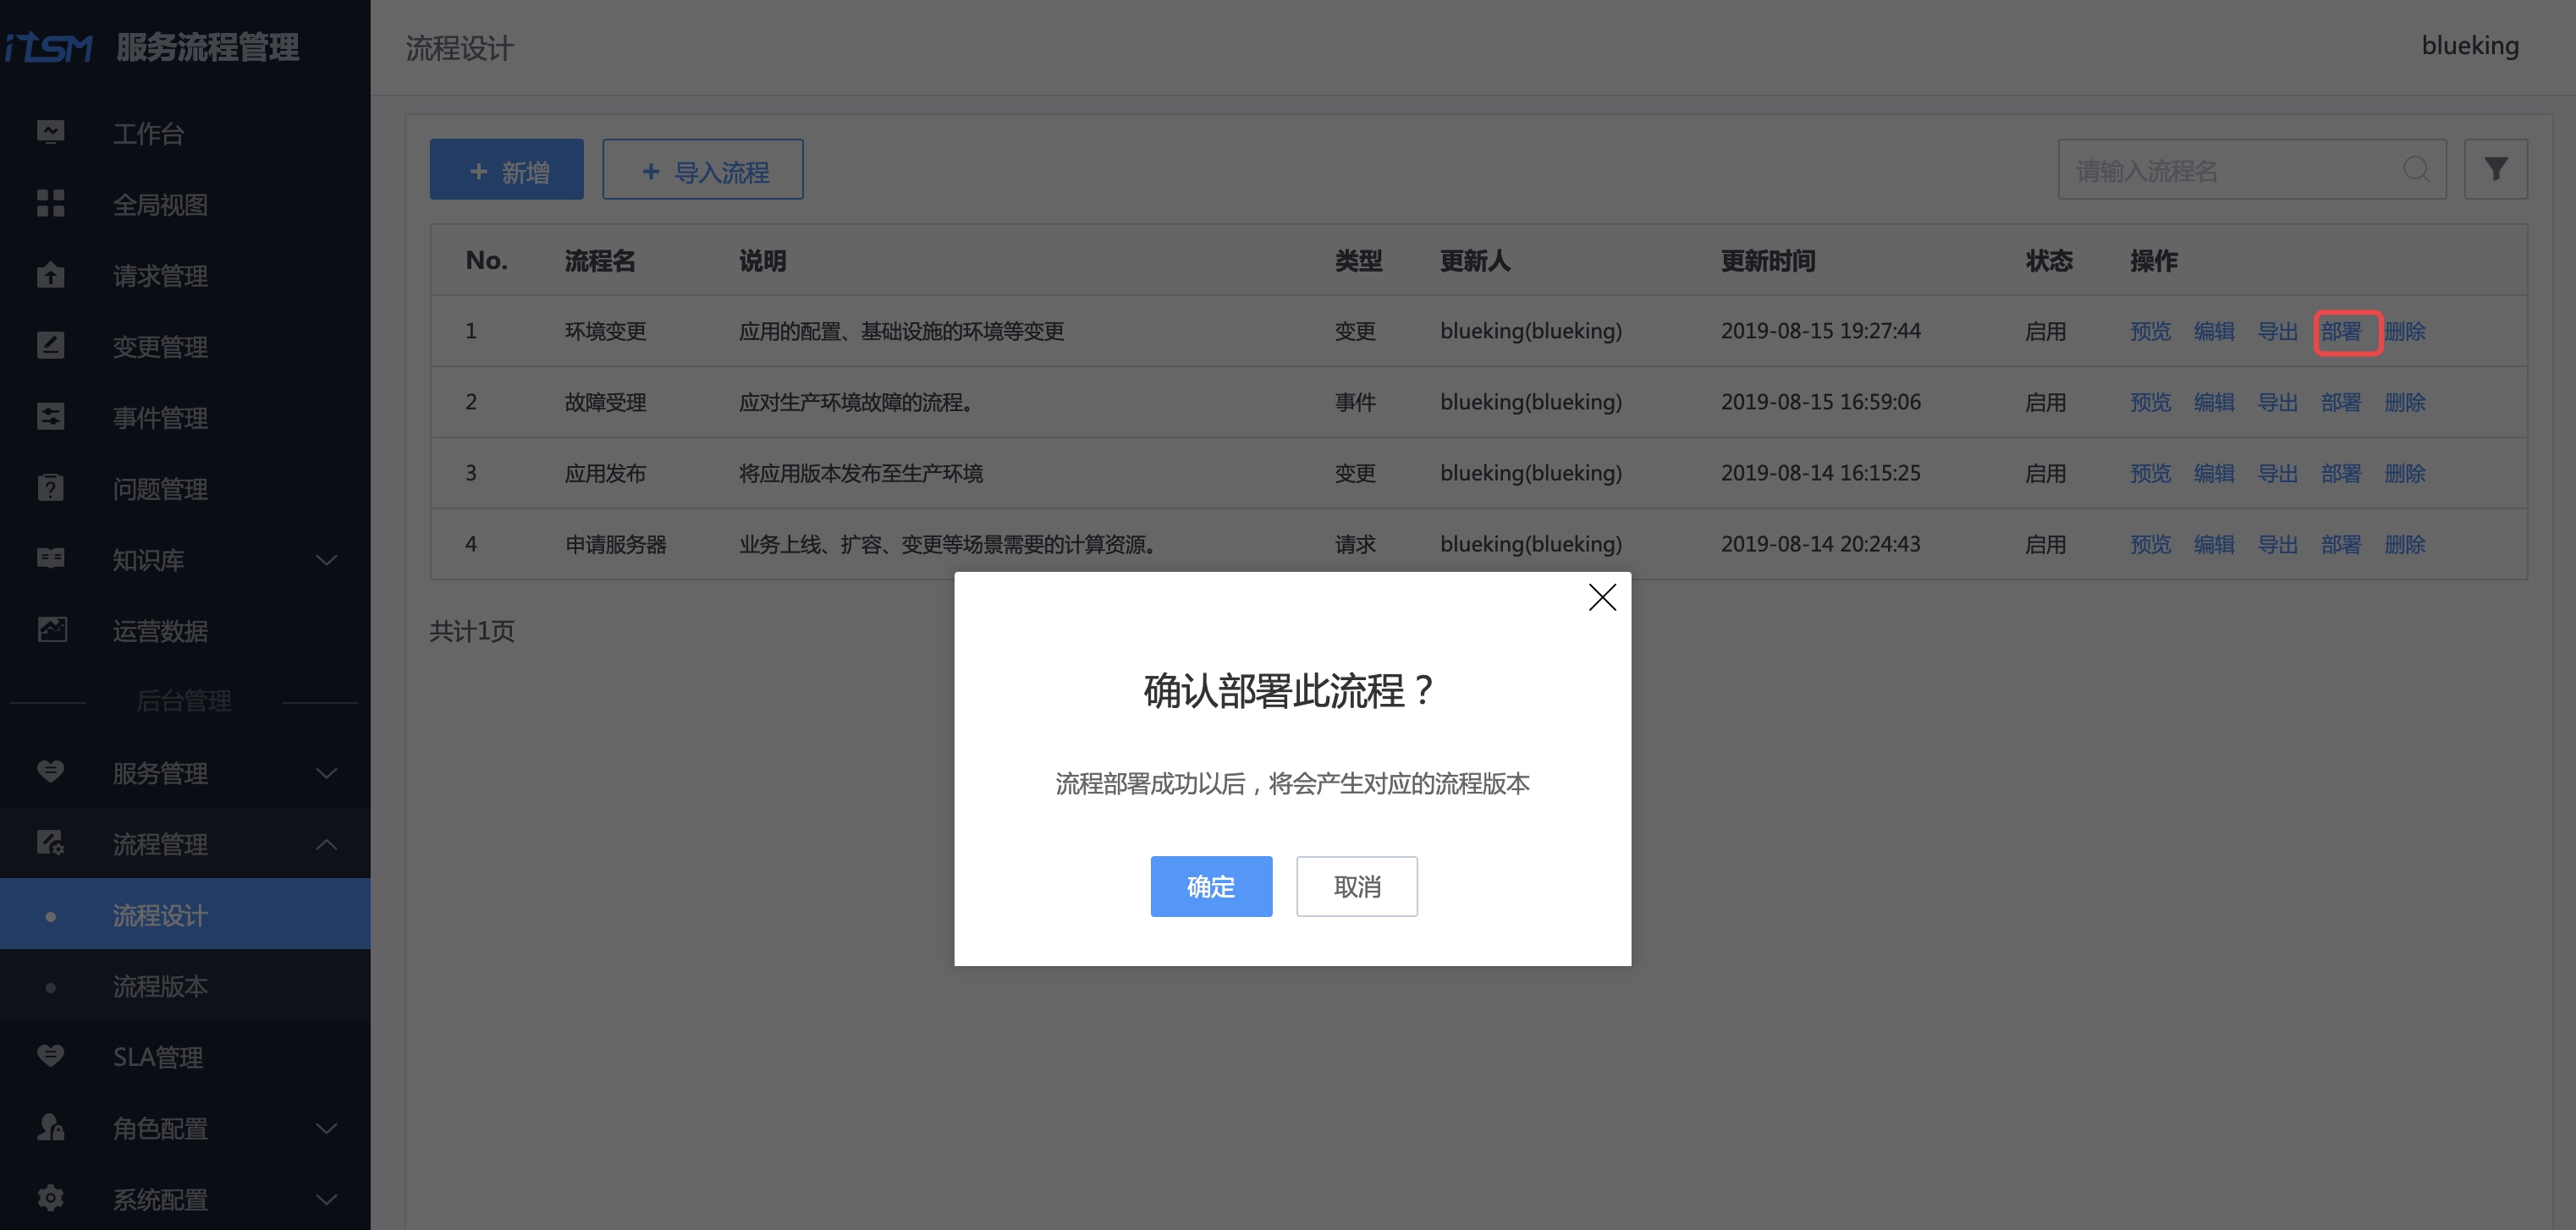 iTSM 服务流程管理
工作台
全局视图
请求管理
变更管理
事件管理
问题管理
知识库
运营数据
后台管理
服务管理
流程管理
流程设计
流程版本
SLA管理
角色配置
系统配置
流程设计 blueking
+ 新增 + 导入流程 请输入流程名
No. 流程名 说明 类型 更新人 更新时间 状态 操作
1 环境变更 应用的配置、基础设施的环境等变更 变更 blueking(blueking) 2019-08-15 19:27:44 启用 预览 编辑 导出 部署 删除
2 故障受理 应对生产环境故障的流程。 事件 blueking(blueking) 2019-08-15 16:59:06 启用 预览 编辑 导出 部署 删除
3 应用发布 将应用版本发布至生产环境 变更 blueking(blueking) 2019-08-14 16:15:25 启用 预览 编辑 导出 部署 删除
4 申请服务器 业务上线、扩容、变更等场景需要的计算资源。 请求 blueking(blueking) 2019-08-14 20:24:43 启用 预览 编辑 导出 部署 删除
共计1页
确认部署此流程？
流程部署成功以后，将会产生对应的流程版本
确定 取消